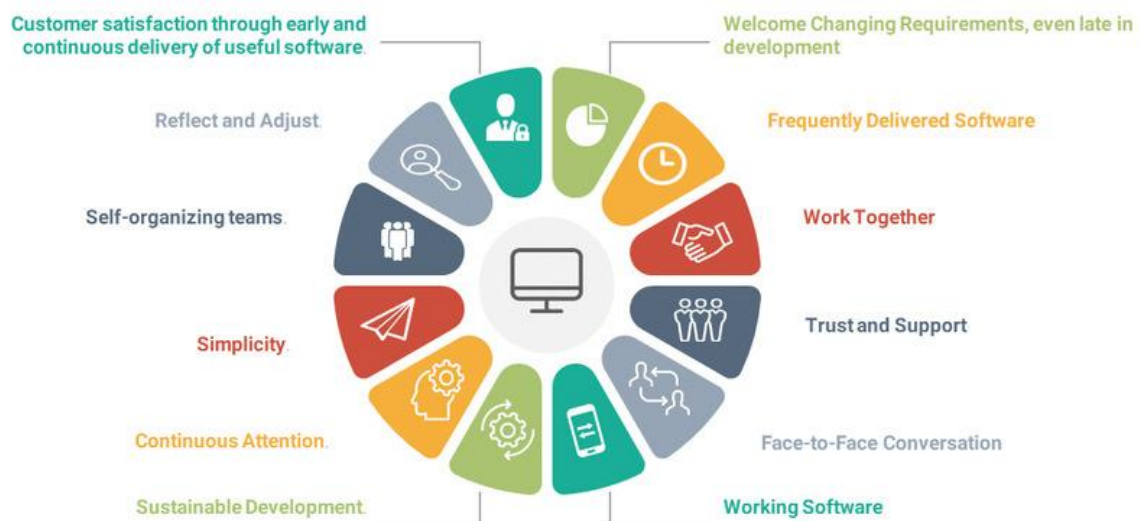 Customer satisfaction through early and
continuous delivery of useful software.
Welcome Changing Requirements, even late in
development
Reflect and Adjust.
Frequently Delivered Software
Self-organizing teams.
Work Together
Simplicity.
Trust and Support
Continuous Attention.
Face-to-Face Conversation
Sustainable Development.
Working Software